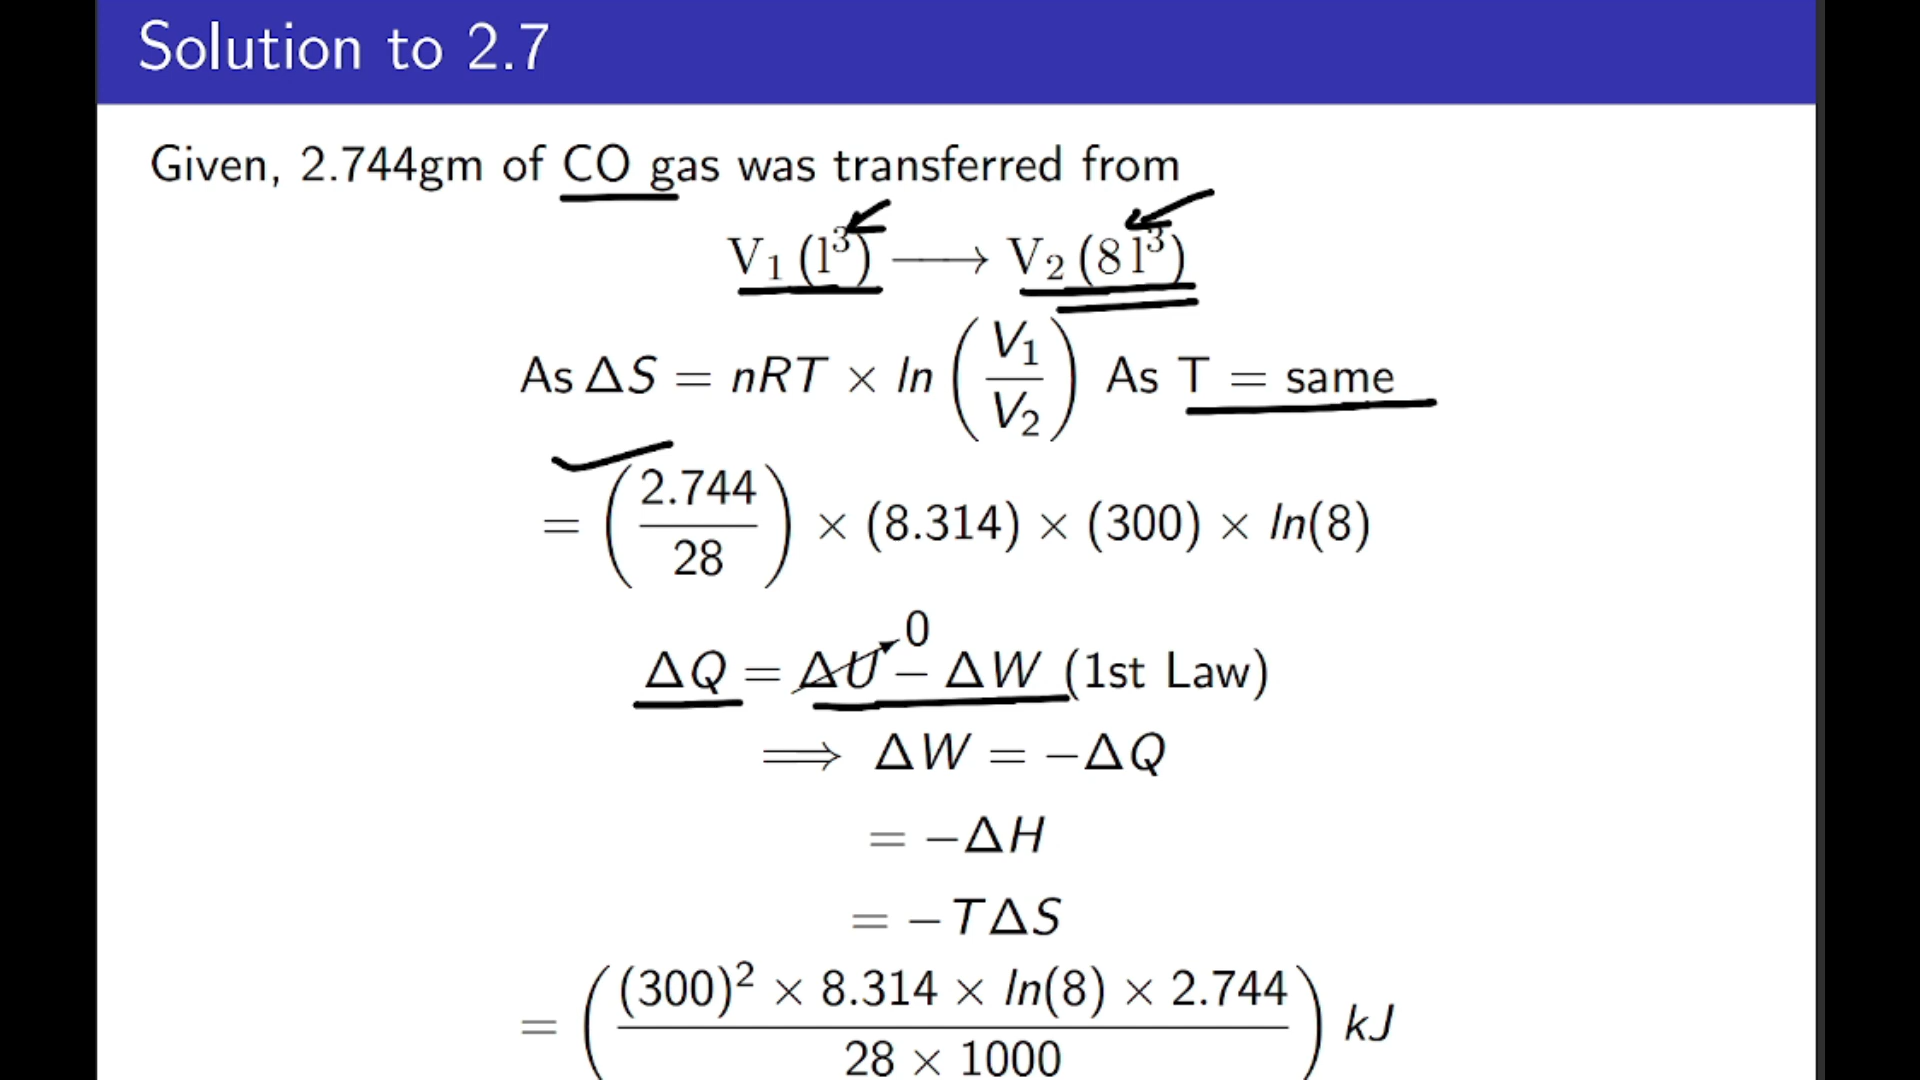 Solution to 2.7
Given, 2.744gm of CO gas was transferred from
V₁ (l³) ⟶ V₂ (8 l³)
As ΔS = nRT × ln (V₁/V₂) As T = same
= (2.744/28) × (8.314) × (300) × ln(8)
ΔQ = ΔU 0 − ΔW (1st Law)
⟹ ΔW = −ΔQ
= −ΔH
= −TΔS
= ((300)² × 8.314 × ln(8) × 2.744 / 28 × 1000) kJ